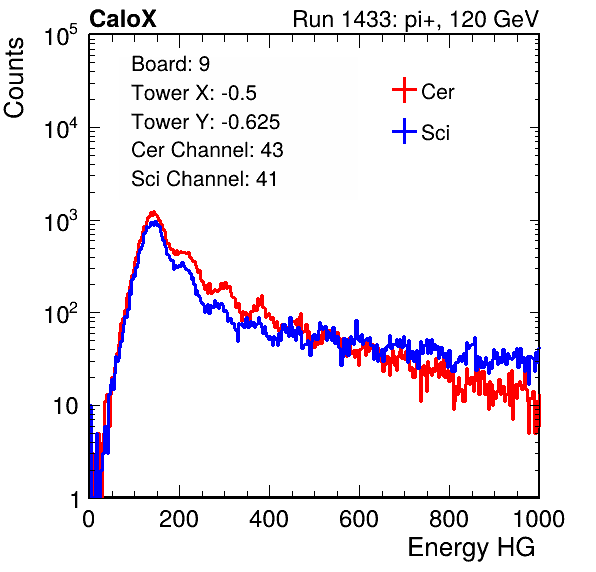 CaloX Run 1433: pi+, 120 GeV
Counts
Board: 9
Tower X: -0.5
Tower Y: -0.625
Cer Channel: 43
Sci Channel: 41
Cer
Sci
10^5
10^4
10^3
10^2
10
1
0 200 400 600 800 1000
Energy HG